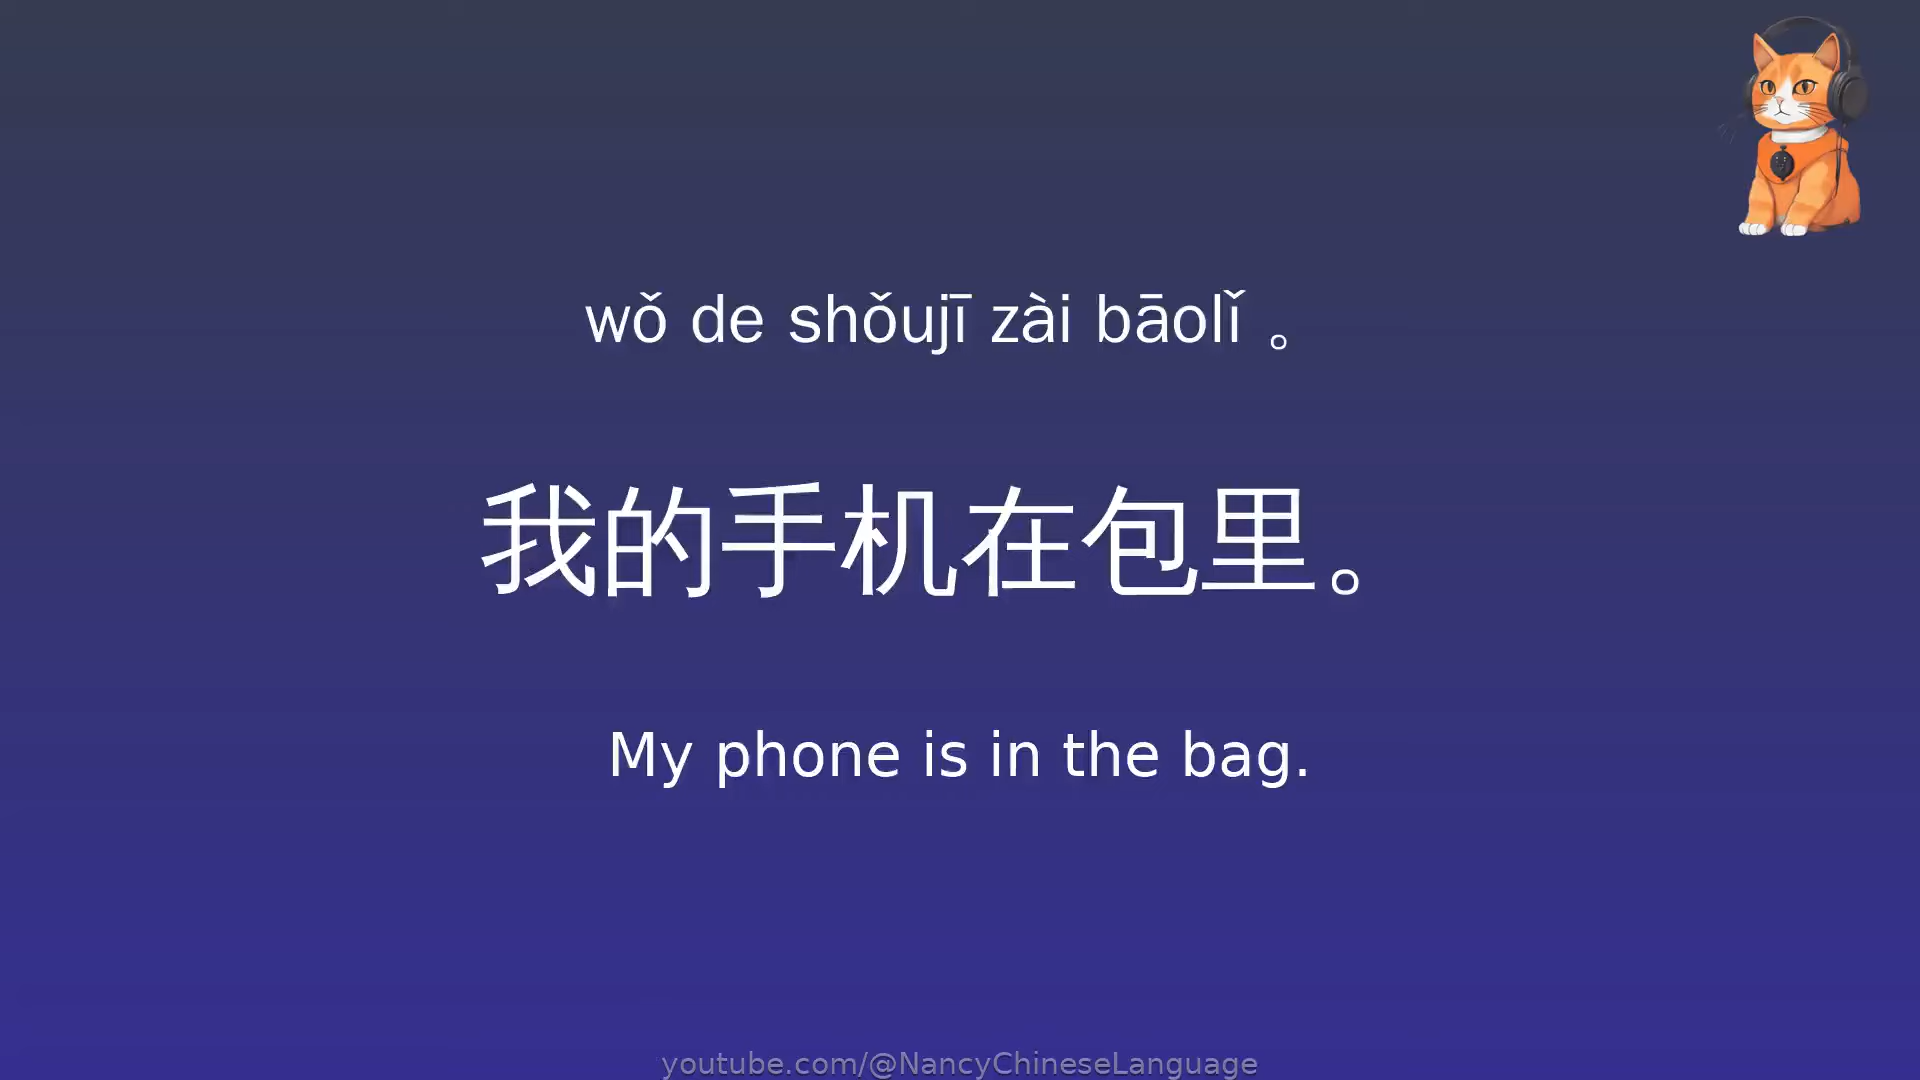 wǒ de shǒujī zài bāolǐ 。
我的手机在包里。
My phone is in the bag.
youtube.com/@NancyChineseLanguage